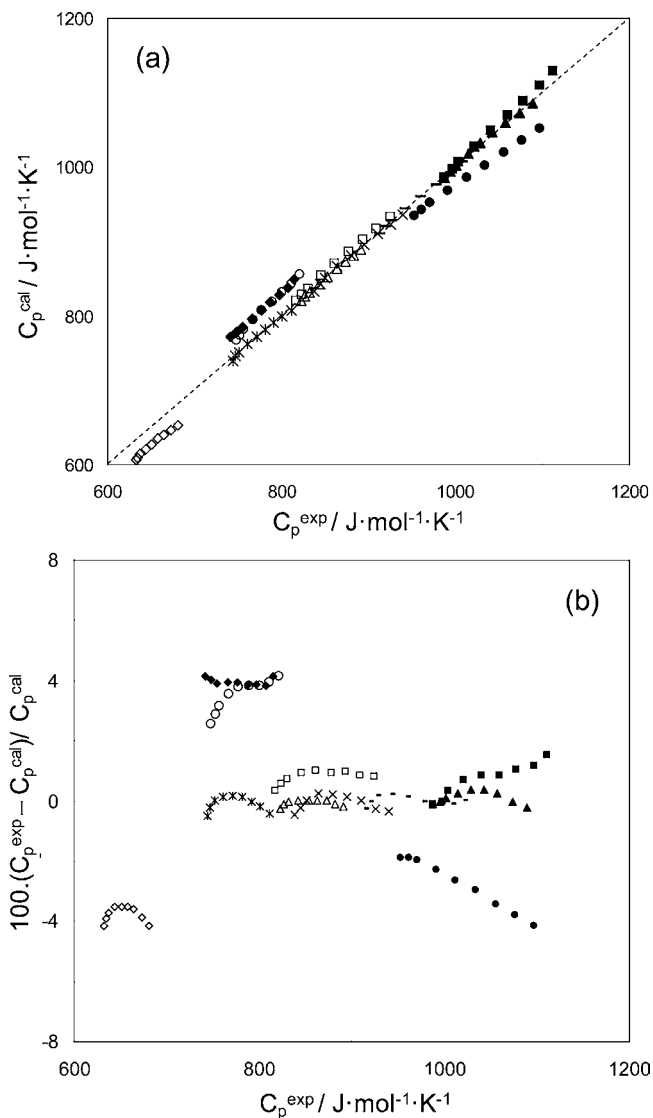 1200
(a)
1000
800
600
C_p^cal / J·mol⁻¹·K⁻¹
600 800 1000 1200
C_p^exp / J·mol⁻¹·K⁻¹
8
(b)
4
0
-4
-8
100.(C_p^exp – C_p^cal)/ C_p^cal
600 800 1000 1200
C_p^exp / J·mol⁻¹·K⁻¹